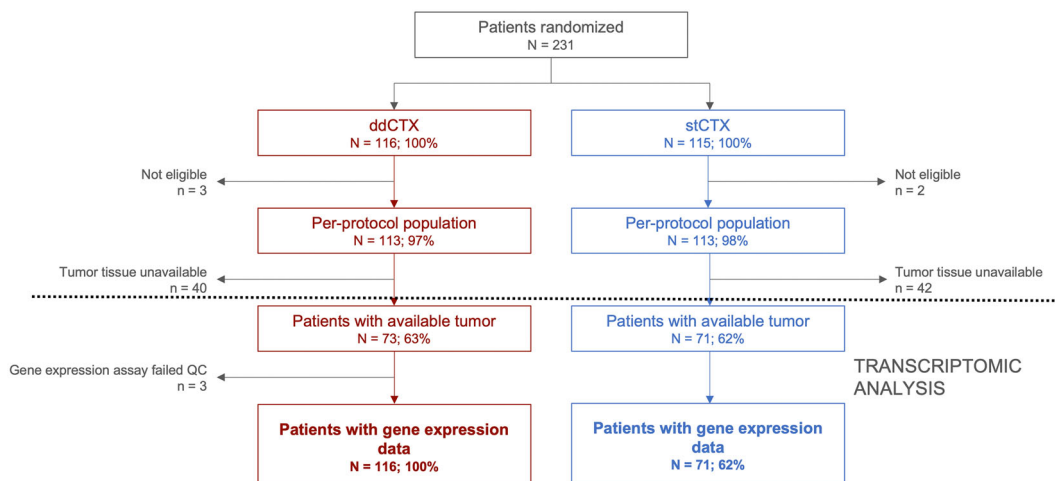 Patients randomized
N = 231
ddCTX
N = 116; 100%
stCTX
N = 115; 100%
Not eligible
n = 3
Not eligible
n = 2
Per-protocol population
N = 113; 97%
Per-protocol population
N = 113; 98%
Tumor tissue unavailable
n = 40
Tumor tissue unavailable
n = 42
Patients with available tumor
N = 73; 63%
Patients with available tumor
N = 71; 62%
Gene expression assay failed QC
n = 3
TRANSCRIPTOMIC
ANALYSIS
Patients with gene expression
data
N = 116; 100%
Patients with gene expression
data
N = 71; 62%